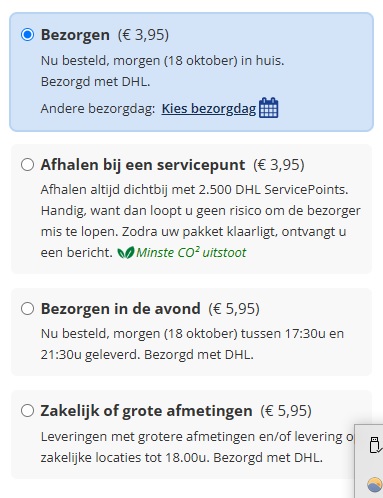 Bezorgen (€ 3,95)
Nu besteld, morgen (18 oktober) in huis.
Bezorgd met DHL.
Andere bezorgdag: Kies bezorgdag
Afhalen bij een servicepunt (€ 3,95)
Afhalen altijd dichtbij met 2.500 DHL ServicePoints.
Handig, want dan loopt u geen risico om de bezorger
mis te lopen. Zodra uw pakket klaarligt, ontvangt u
een bericht. Minste CO² uitstoot
Bezorgen in de avond (€ 5,95)
Nu besteld, morgen (18 oktober) tussen 17:30u en
21:30u geleverd. Bezorgd met DHL.
Zakelijk of grote afmetingen (€ 5,95)
Leveringen met grotere afmetingen en/of levering
zakelijke locaties tot 18.00u. Bezorgd met DHL.